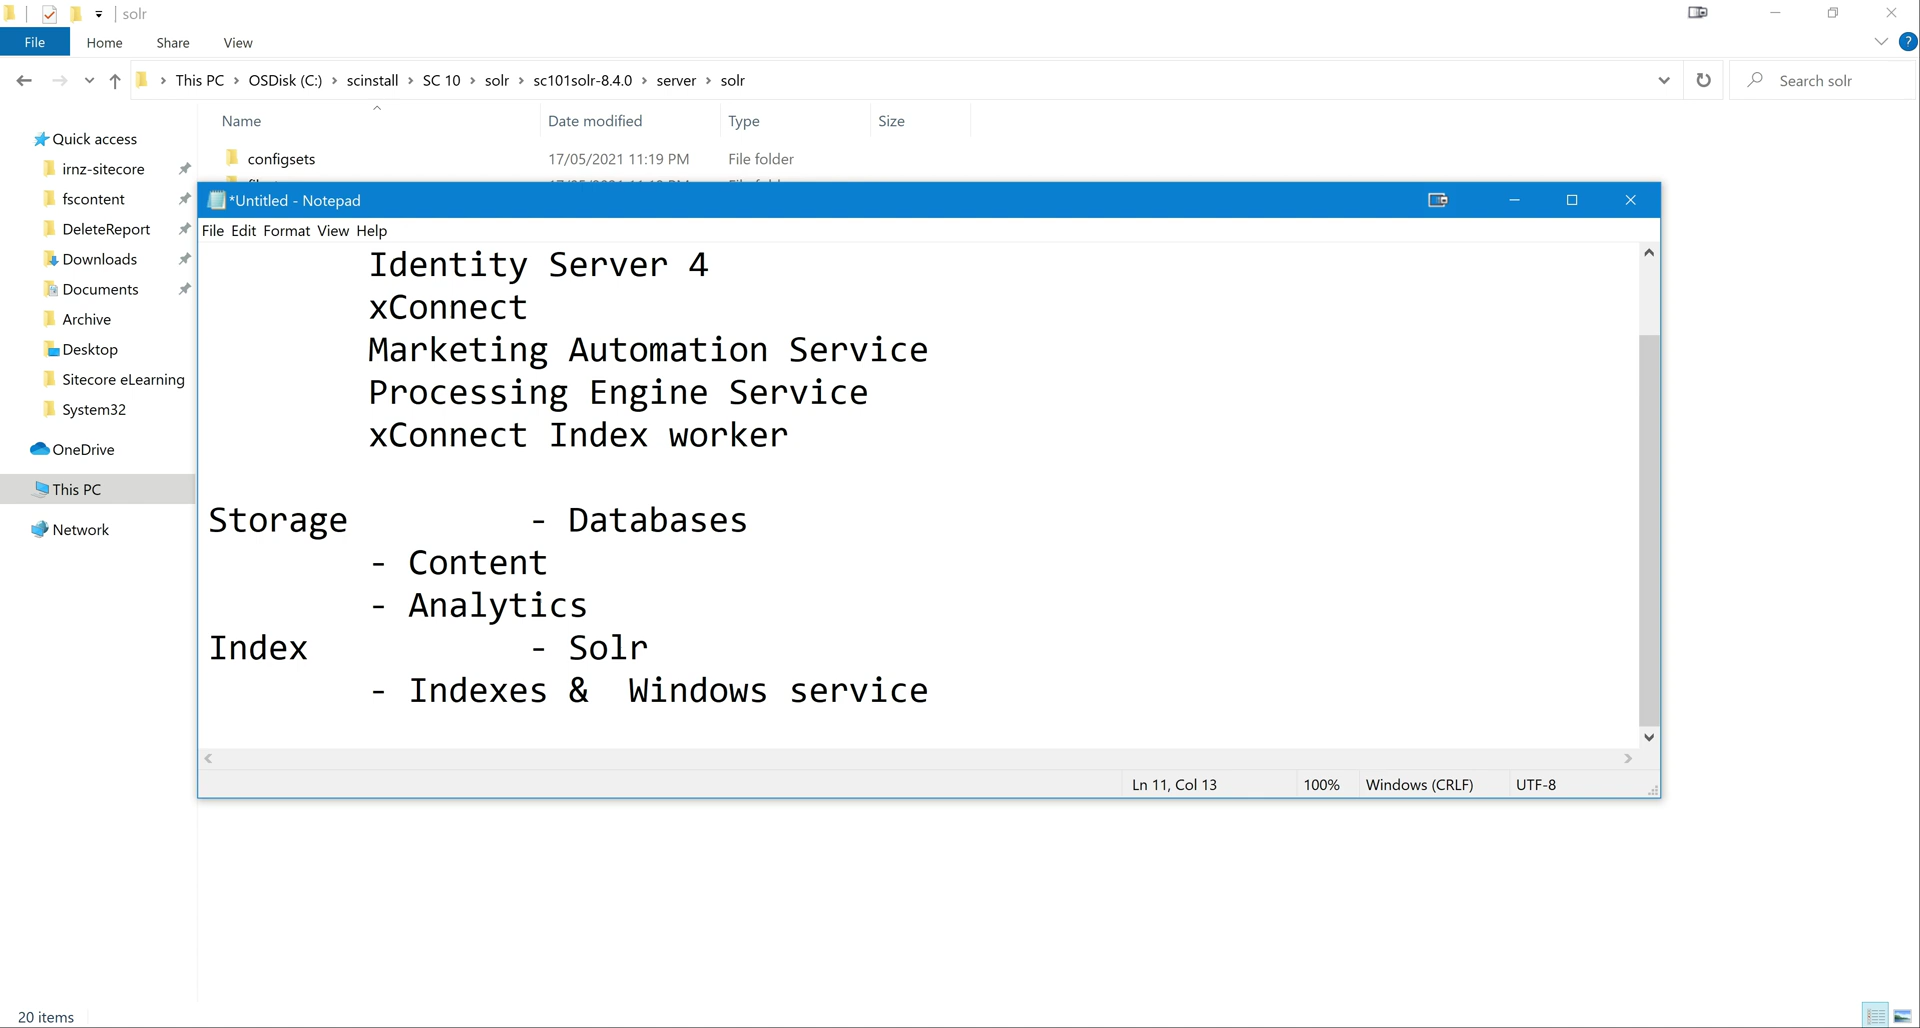 solr
File Home Share View
This PC OSDisk (C:) scinstall SC 10 solr sc101solr-8.4.0 server solr
Search solr
Name Date modified Type Size
configsets 17/05/2021 11:19 PM File folder
Quick access
irnz-sitecore
fscontent
DeleteReport
Downloads
Documents
Archive
Desktop
Sitecore eLearning
System32
OneDrive
This PC
Network
*Untitled - Notepad
File Edit Format View Help
Identity Server 4
xConnect
Marketing Automation Service
Processing Engine Service
xConnect Index worker
Storage - Databases
- Content
- Analytics
Index - Solr
- Indexes & Windows service
Ln 11, Col 13 100% Windows (CRLF) UTF-8
20 items